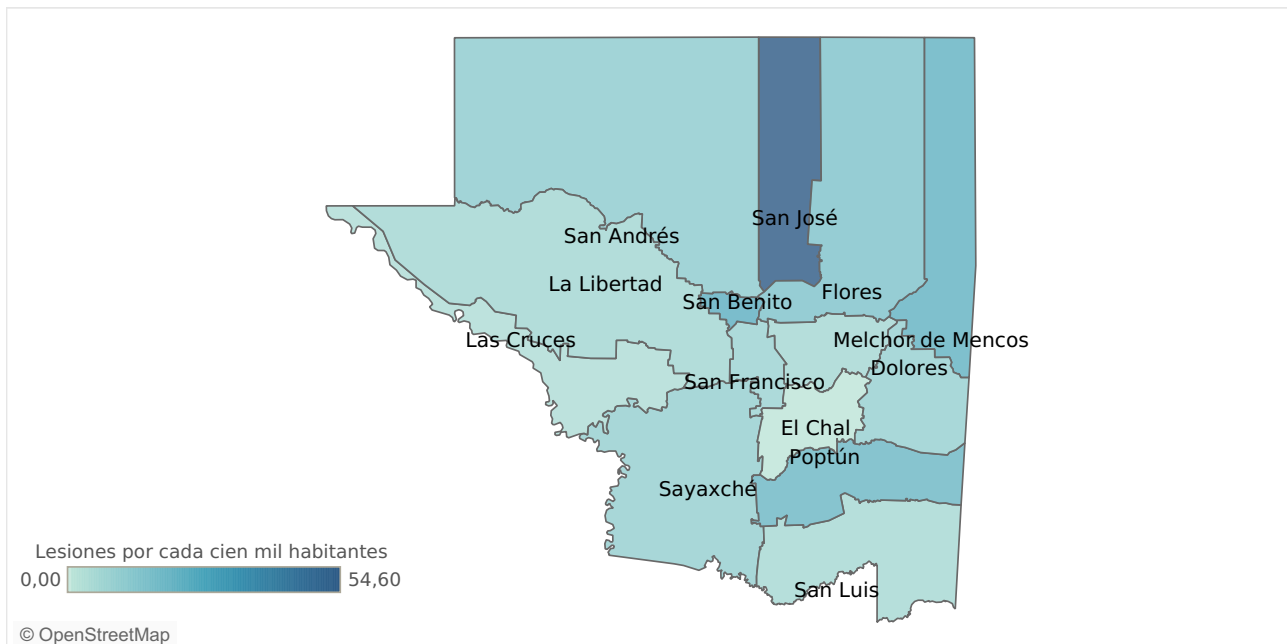 San José
San Andrés
La Libertad
Flores
San Benito
Las Cruces
Melchor de Mencos
Dolores
San Francisco
El Chal
Poptún
Sayaxché
Lesiones por cada cien mil habitantes
0,00
54,60
San Luis
© OpenStreetMap